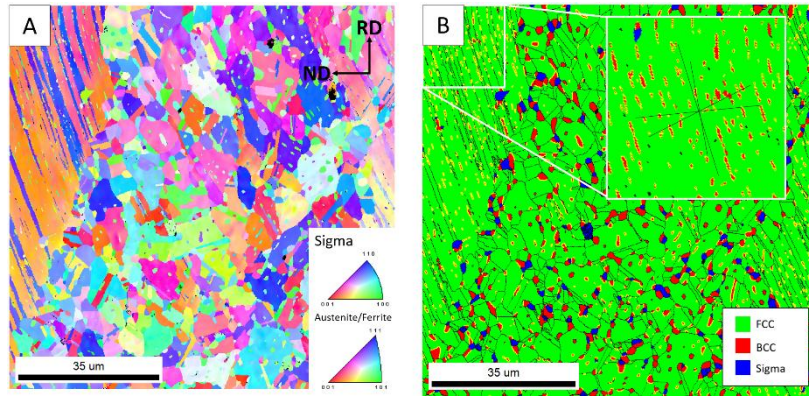 A
RD
ND
Sigma
110
001 100
Austenite/Ferrite
111
001 101
35 um
B
FCC
BCC
Sigma
35 um